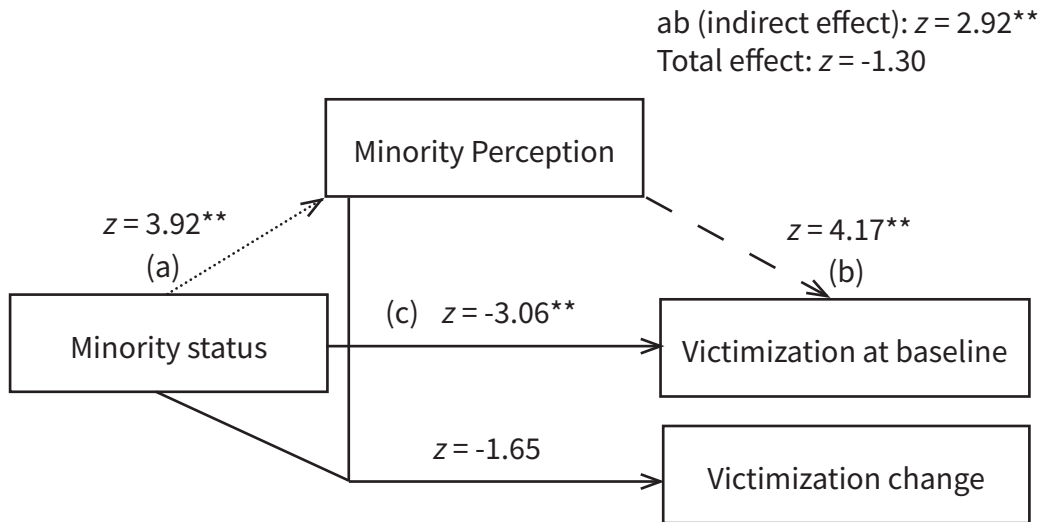 ab (indirect effect): z = 2.92**
Total effect: z = -1.30
Minority Perception
z = 3.92**
(a)
z = 4.17**
(b)
(c) z = -3.06**
Minority status
Victimization at baseline
z = -1.65
Victimization change